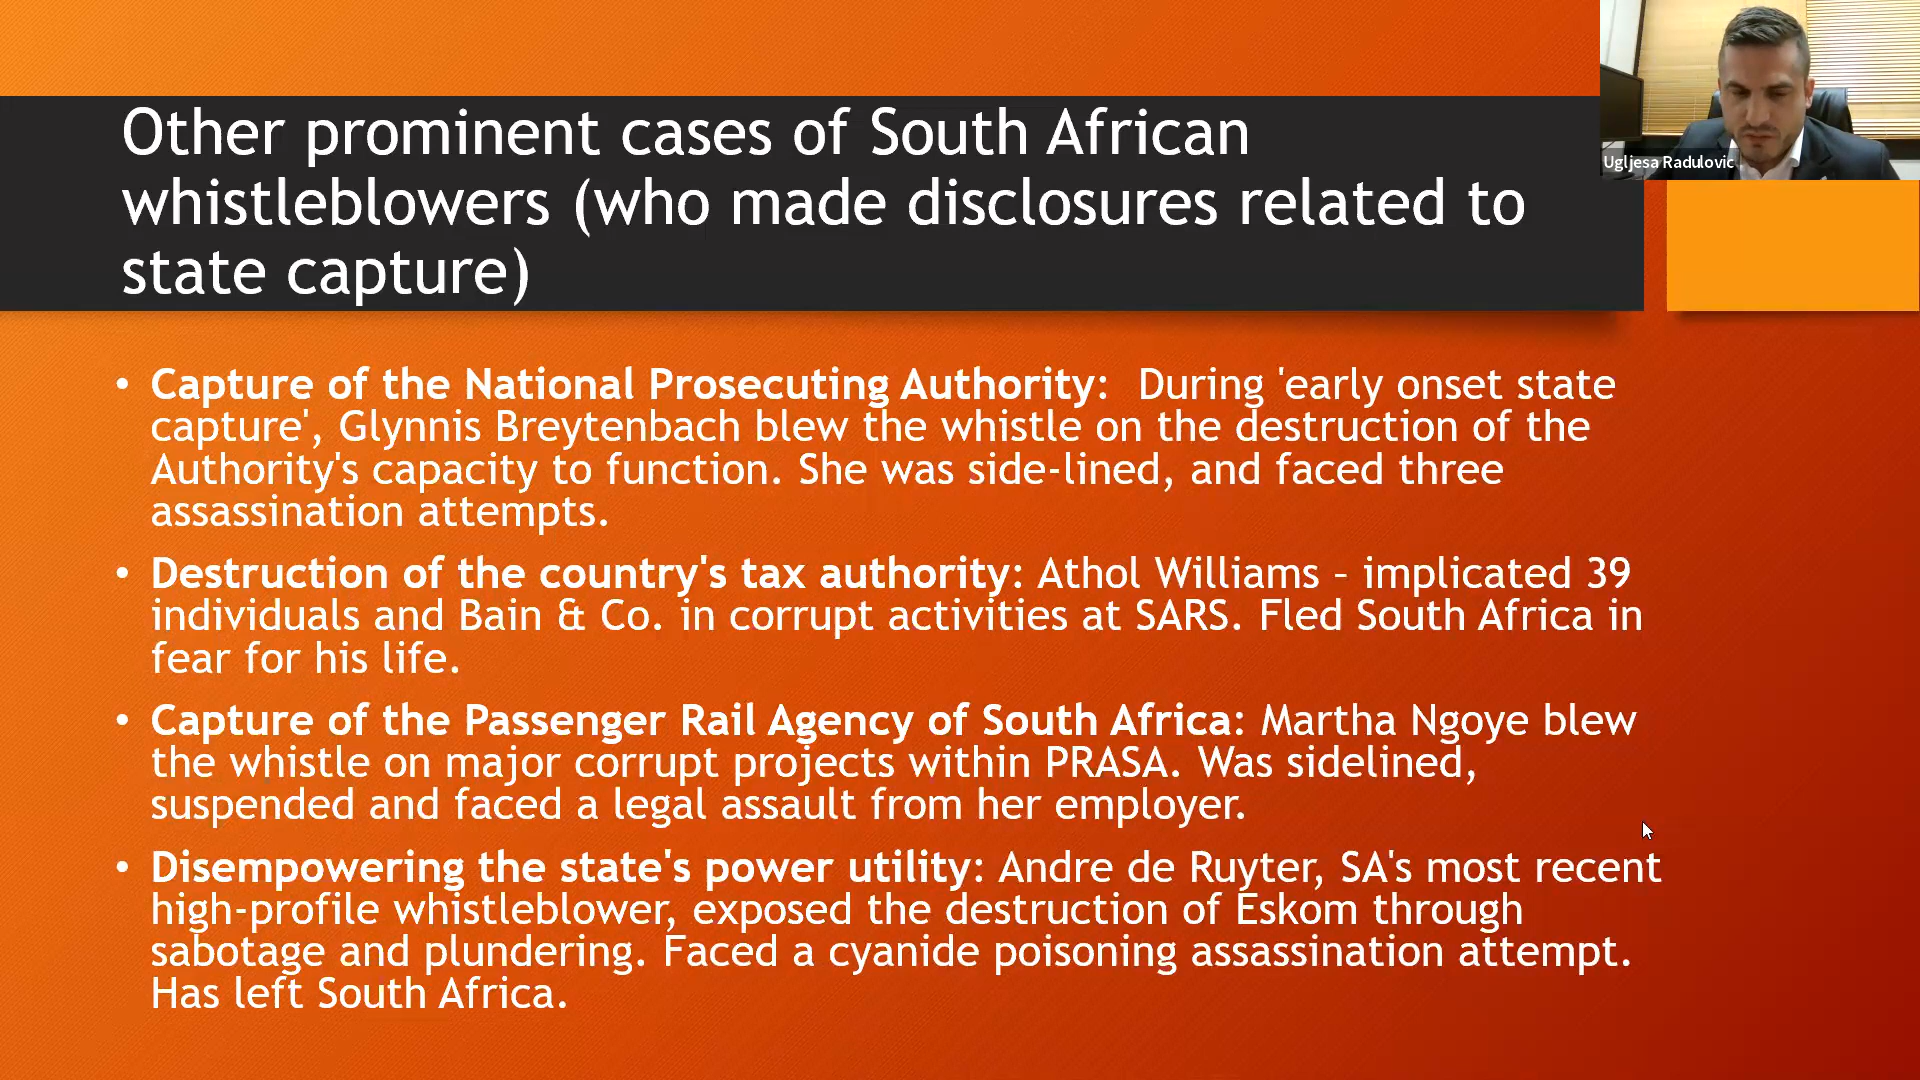 Other prominent cases of South African
whistleblowers (who made disclosures related to
state capture)
Ugljesa Radulovic
• Capture of the National Prosecuting Authority:  During 'early onset state
capture', Glynnis Breytenbach blew the whistle on the destruction of the
Authority's capacity to function. She was side-lined, and faced three
assassination attempts.
• Destruction of the country's tax authority: Athol Williams – implicated 39
individuals and Bain & Co. in corrupt activities at SARS. Fled South Africa in
fear for his life.
• Capture of the Passenger Rail Agency of South Africa: Martha Ngoye blew
the whistle on major corrupt projects within PRASA. Was sidelined,
suspended and faced a legal assault from her employer.
• Disempowering the state's power utility: Andre de Ruyter, SA's most recent
high-profile whistleblower, exposed the destruction of Eskom through
sabotage and plundering. Faced a cyanide poisoning assassination attempt.
Has left South Africa.